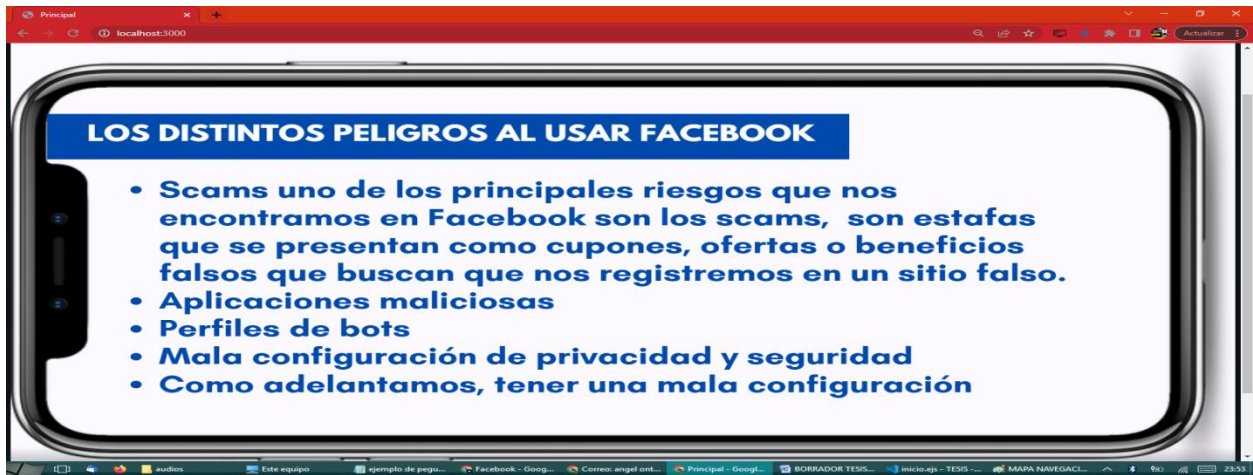 Principal
localhost:3000
Actualizar
LOS DISTINTOS PELIGROS AL USAR FACEBOOK
• Scams uno de los principales riesgos que nos
encontramos en Facebook son los scams, son estafas
que se presentan como cupones, ofertas o beneficios
falsos que buscan que nos registremos en un sitio falso.
• Aplicaciones maliciosas
• Perfiles de bots
• Mala configuración de privacidad y seguridad
• Como adelantamos, tener una mala configuración
audios
Este equipo
ejemplo de pegu...
Facebook - Goog...
Correo: angel ont...
Principal - Googl...
BORRADOR TESIS...
inicio.ejs - TESIS -...
MAPA NAVEGACI...
23:53